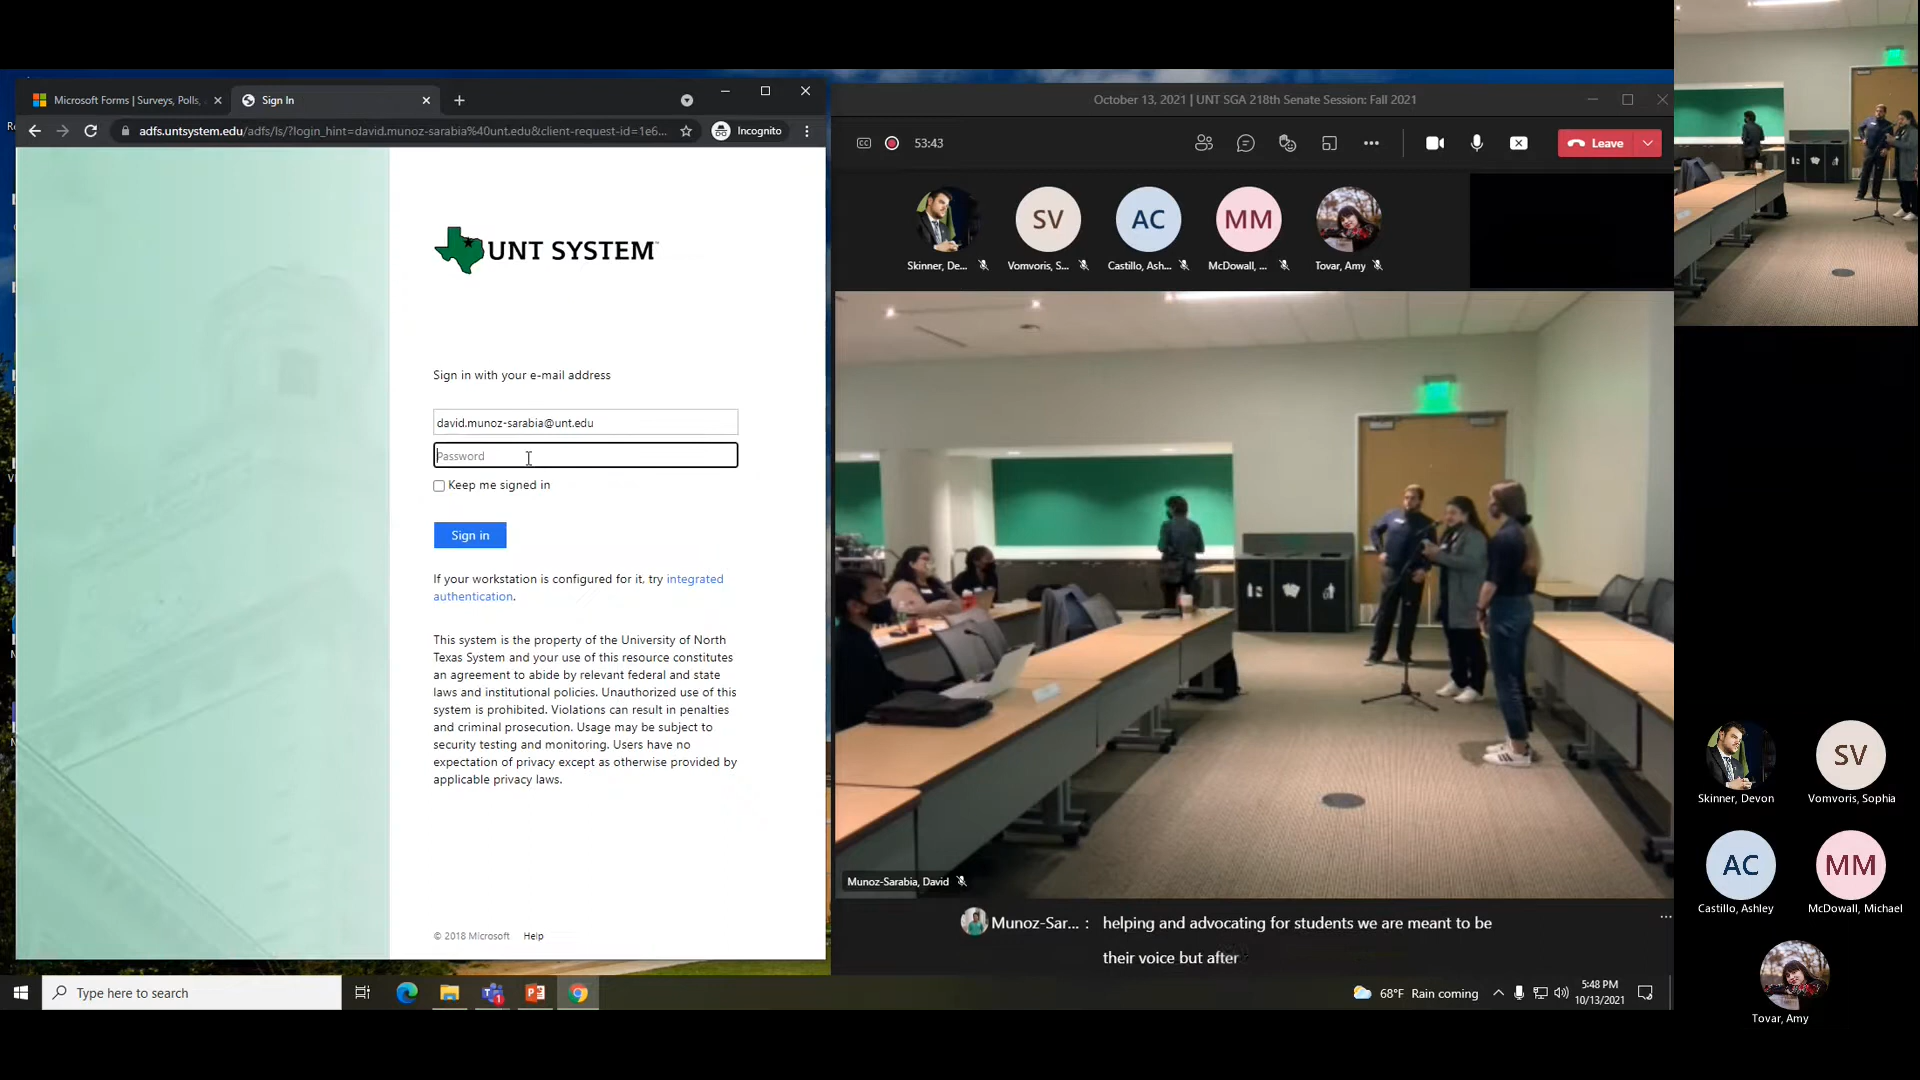 Microsoft Forms | Surveys, Polls,
Sign In
adfs.untsystem.edu/adfs/ls/?login_hint=david.munoz-sarabia%40unt.edu&client-request-id=1e6...
Incognito
UNT SYSTEM
Sign in with your e-mail address
david.munoz-sarabia@unt.edu
Password
Keep me signed in
Sign in
If your workstation is configured for it, try integrated
authentication.
This system is the property of the University of North
Texas System and your use of this resource constitutes
an agreement to abide by relevant federal and state
laws and institutional policies. Unauthorized use of this
system is prohibited. Violations can result in penalties
and criminal prosecution. Usage may be subject to
security testing and monitoring. Users have no
expectation of privacy except as otherwise provided by
applicable privacy laws.
© 2018 Microsoft Help
October 13, 2021 | UNT SGA 218th Senate Session: Fall 2021
CC
53:43
Leave
SV
AC
MM
Skinner, De...
Vomvoris, S...
Castillo, Ash...
McDowall, ...
Tovar, Amy
Munoz-Sarabia, David
Munoz-Sar... : helping and advocating for students we are meant to be
their voice but after
SV
Skinner, Devon
Vomvoris, Sophia
AC
MM
Castillo, Ashley
McDowall, Michael
Tovar, Amy
Type here to search
68°F Rain coming
5:48 PM
10/13/2021